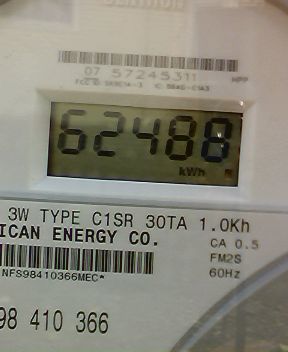 07 57245311
62488
kWh
3W TYPE C1SR 30TA 1.0Kh
ICAN ENERGY CO.
CA 0.5
FM2S
60Hz
NFS98410366MEC*
98 410 366